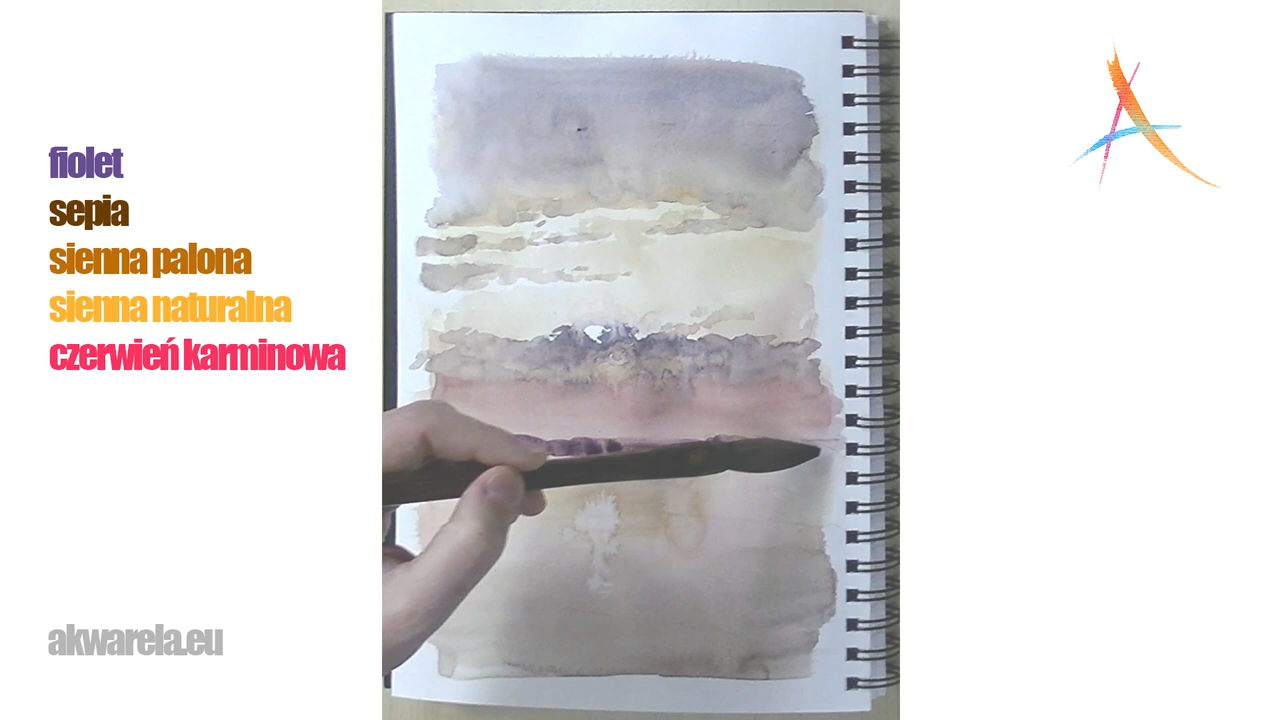 fiolet
sepia
sienna palona
sienna naturalna
czerwień karminowa
akwarela.eu